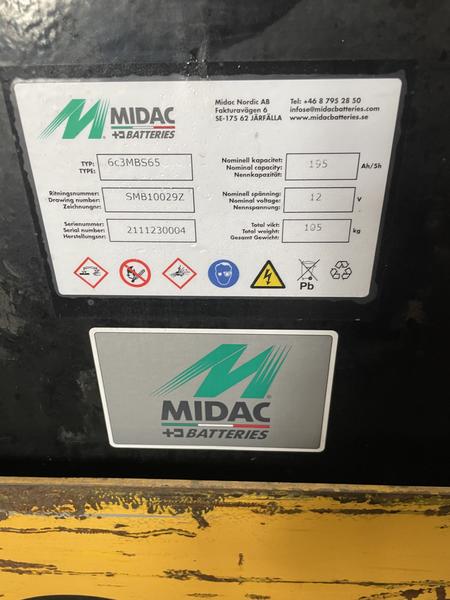 MIDAC
BATTERIES
Midac Nordic AB
Fakturavägen 6
SE-175 62 JÄRFÄLLA
Tel: +46 8 795 28 50
infose@midacbatteries.com
www.midacbatteries.se
TYP:
TYPE:
6c3MBS65
Nominell kapacitet:
Nominal capacity:
Nennkapazität:
195 Ah/5h
Ritningsnummer:
Drawing number:
Zeichnungnr:
SMB10029Z
Nominell spänning:
Nominal voltage:
Nennspannung:
12 V
Serienummer:
Serial number
Herstellungsnr:
2111230004
Total vikt:
Total weight:
Gesamt Gewicht:
105 kg
Pb
MIDAC
BATTERIES